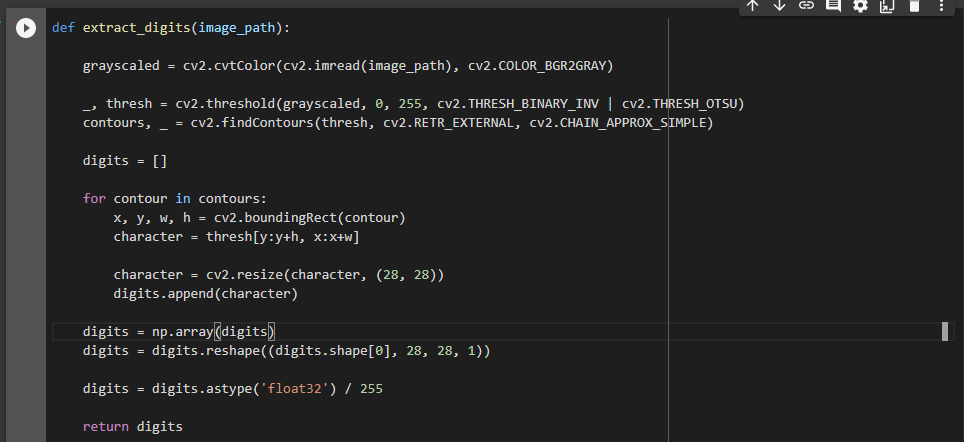 def extract_digits(image_path):
grayscaled = cv2.cvtColor(cv2.imread(image_path), cv2.COLOR_BGR2GRAY)
_, thresh = cv2.threshold(grayscaled, 0, 255, cv2.THRESH_BINARY_INV | cv2.THRESH_OTSU)
contours, _ = cv2.findContours(thresh, cv2.RETR_EXTERNAL, cv2.CHAIN_APPROX_SIMPLE)
digits = []
for contour in contours:
x, y, w, h = cv2.boundingRect(contour)
character = thresh[y:y+h, x:x+w]
character = cv2.resize(character, (28, 28))
digits.append(character)
digits = np.array(digits)
digits = digits.reshape((digits.shape[0], 28, 28, 1))
digits = digits.astype('float32') / 255
return digits